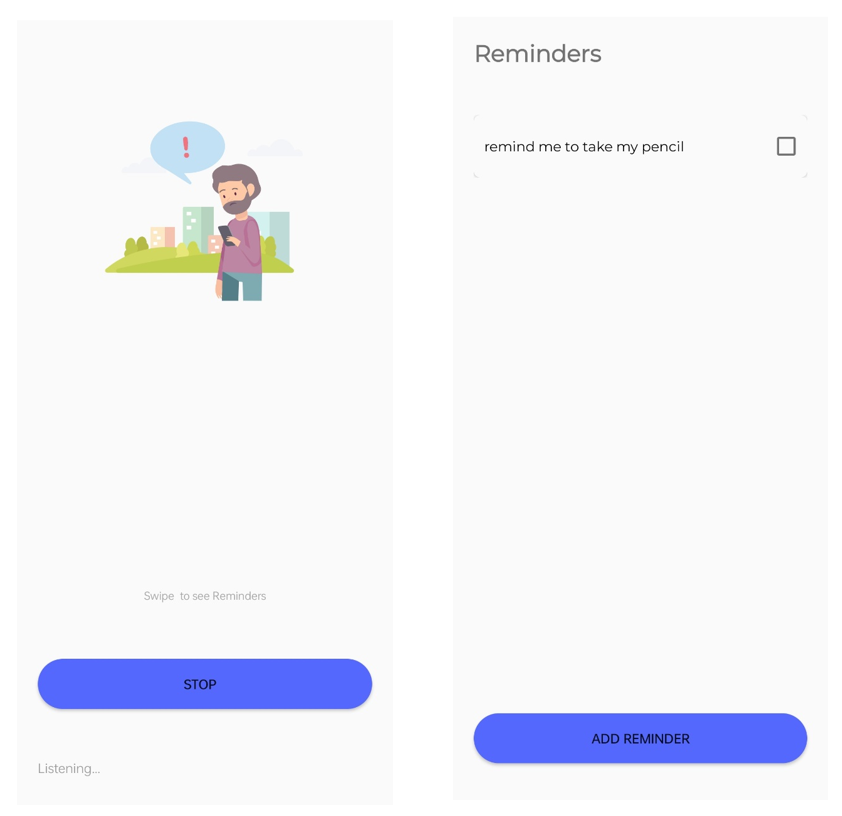 !
Swipe  to see Reminders
STOP
Listening...
Reminders
remind me to take my pencil
ADD REMINDER